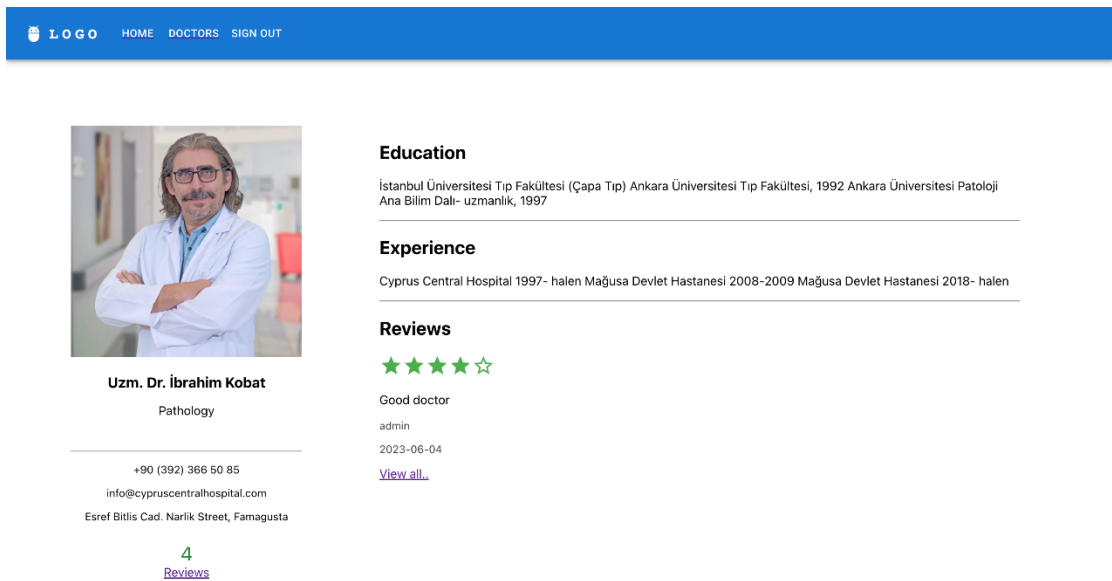 LOGO HOME DOCTORS SIGN OUT
Uzm. Dr. İbrahim Kobat
Pathology
+90 (392) 366 50 85
info@cypruscentralhospital.com
Esref Bitlis Cad. Narlik Street, Famagusta
4
Reviews
Education
İstanbul Üniversitesi Tıp Fakültesi (Çapa Tıp) Ankara Üniversitesi Tıp Fakültesi, 1992 Ankara Üniversitesi Patoloji
Ana Bilim Dalı- uzmanlık, 1997
Experience
Cyprus Central Hospital 1997- halen Mağusa Devlet Hastanesi 2008-2009 Mağusa Devlet Hastanesi 2018- halen
Reviews
Good doctor
admin
2023-06-04
View all..